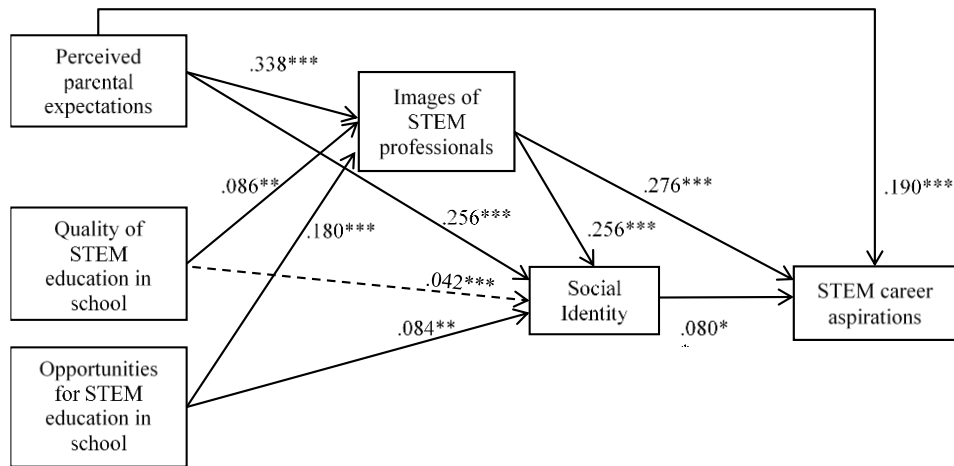 Perceived
parental
expectations
.338***
Images of
STEM
professionals
.086**
.180***
.256***
.276***
.190***
.256***
Quality of
STEM
education in
school
.042***
Social
Identity
STEM career
aspirations
.084**
.080*
*
Opportunities
for STEM
education in
school